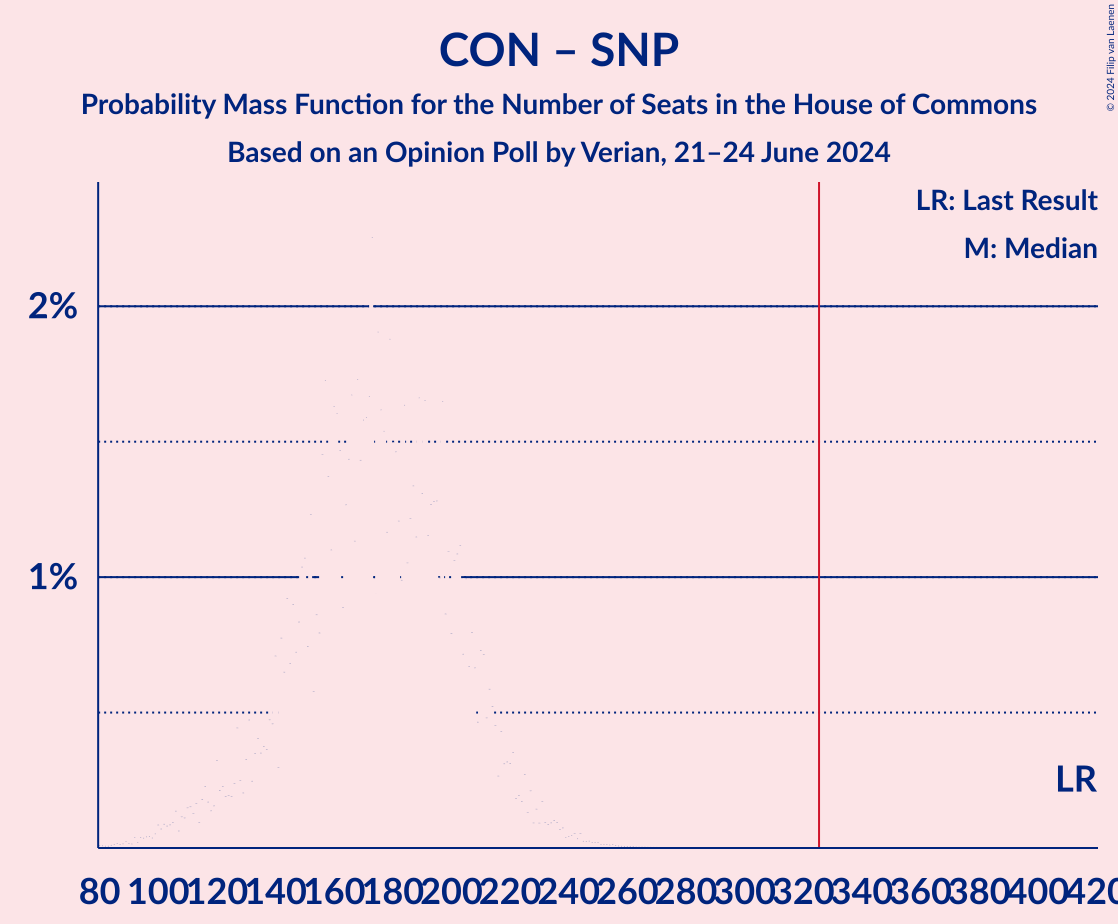 CON – SNP
Probability Mass Function for the Number of Seats in the House of Commons
Based on an Opinion Poll by Verian, 21–24 June 2024
© 2024 Filip van Laenen
LR: Last Result
M: Median
2%
1%
LR
80 100 120 140 160 180 200 220 240 260 280 300 320 340 360 380 400 420